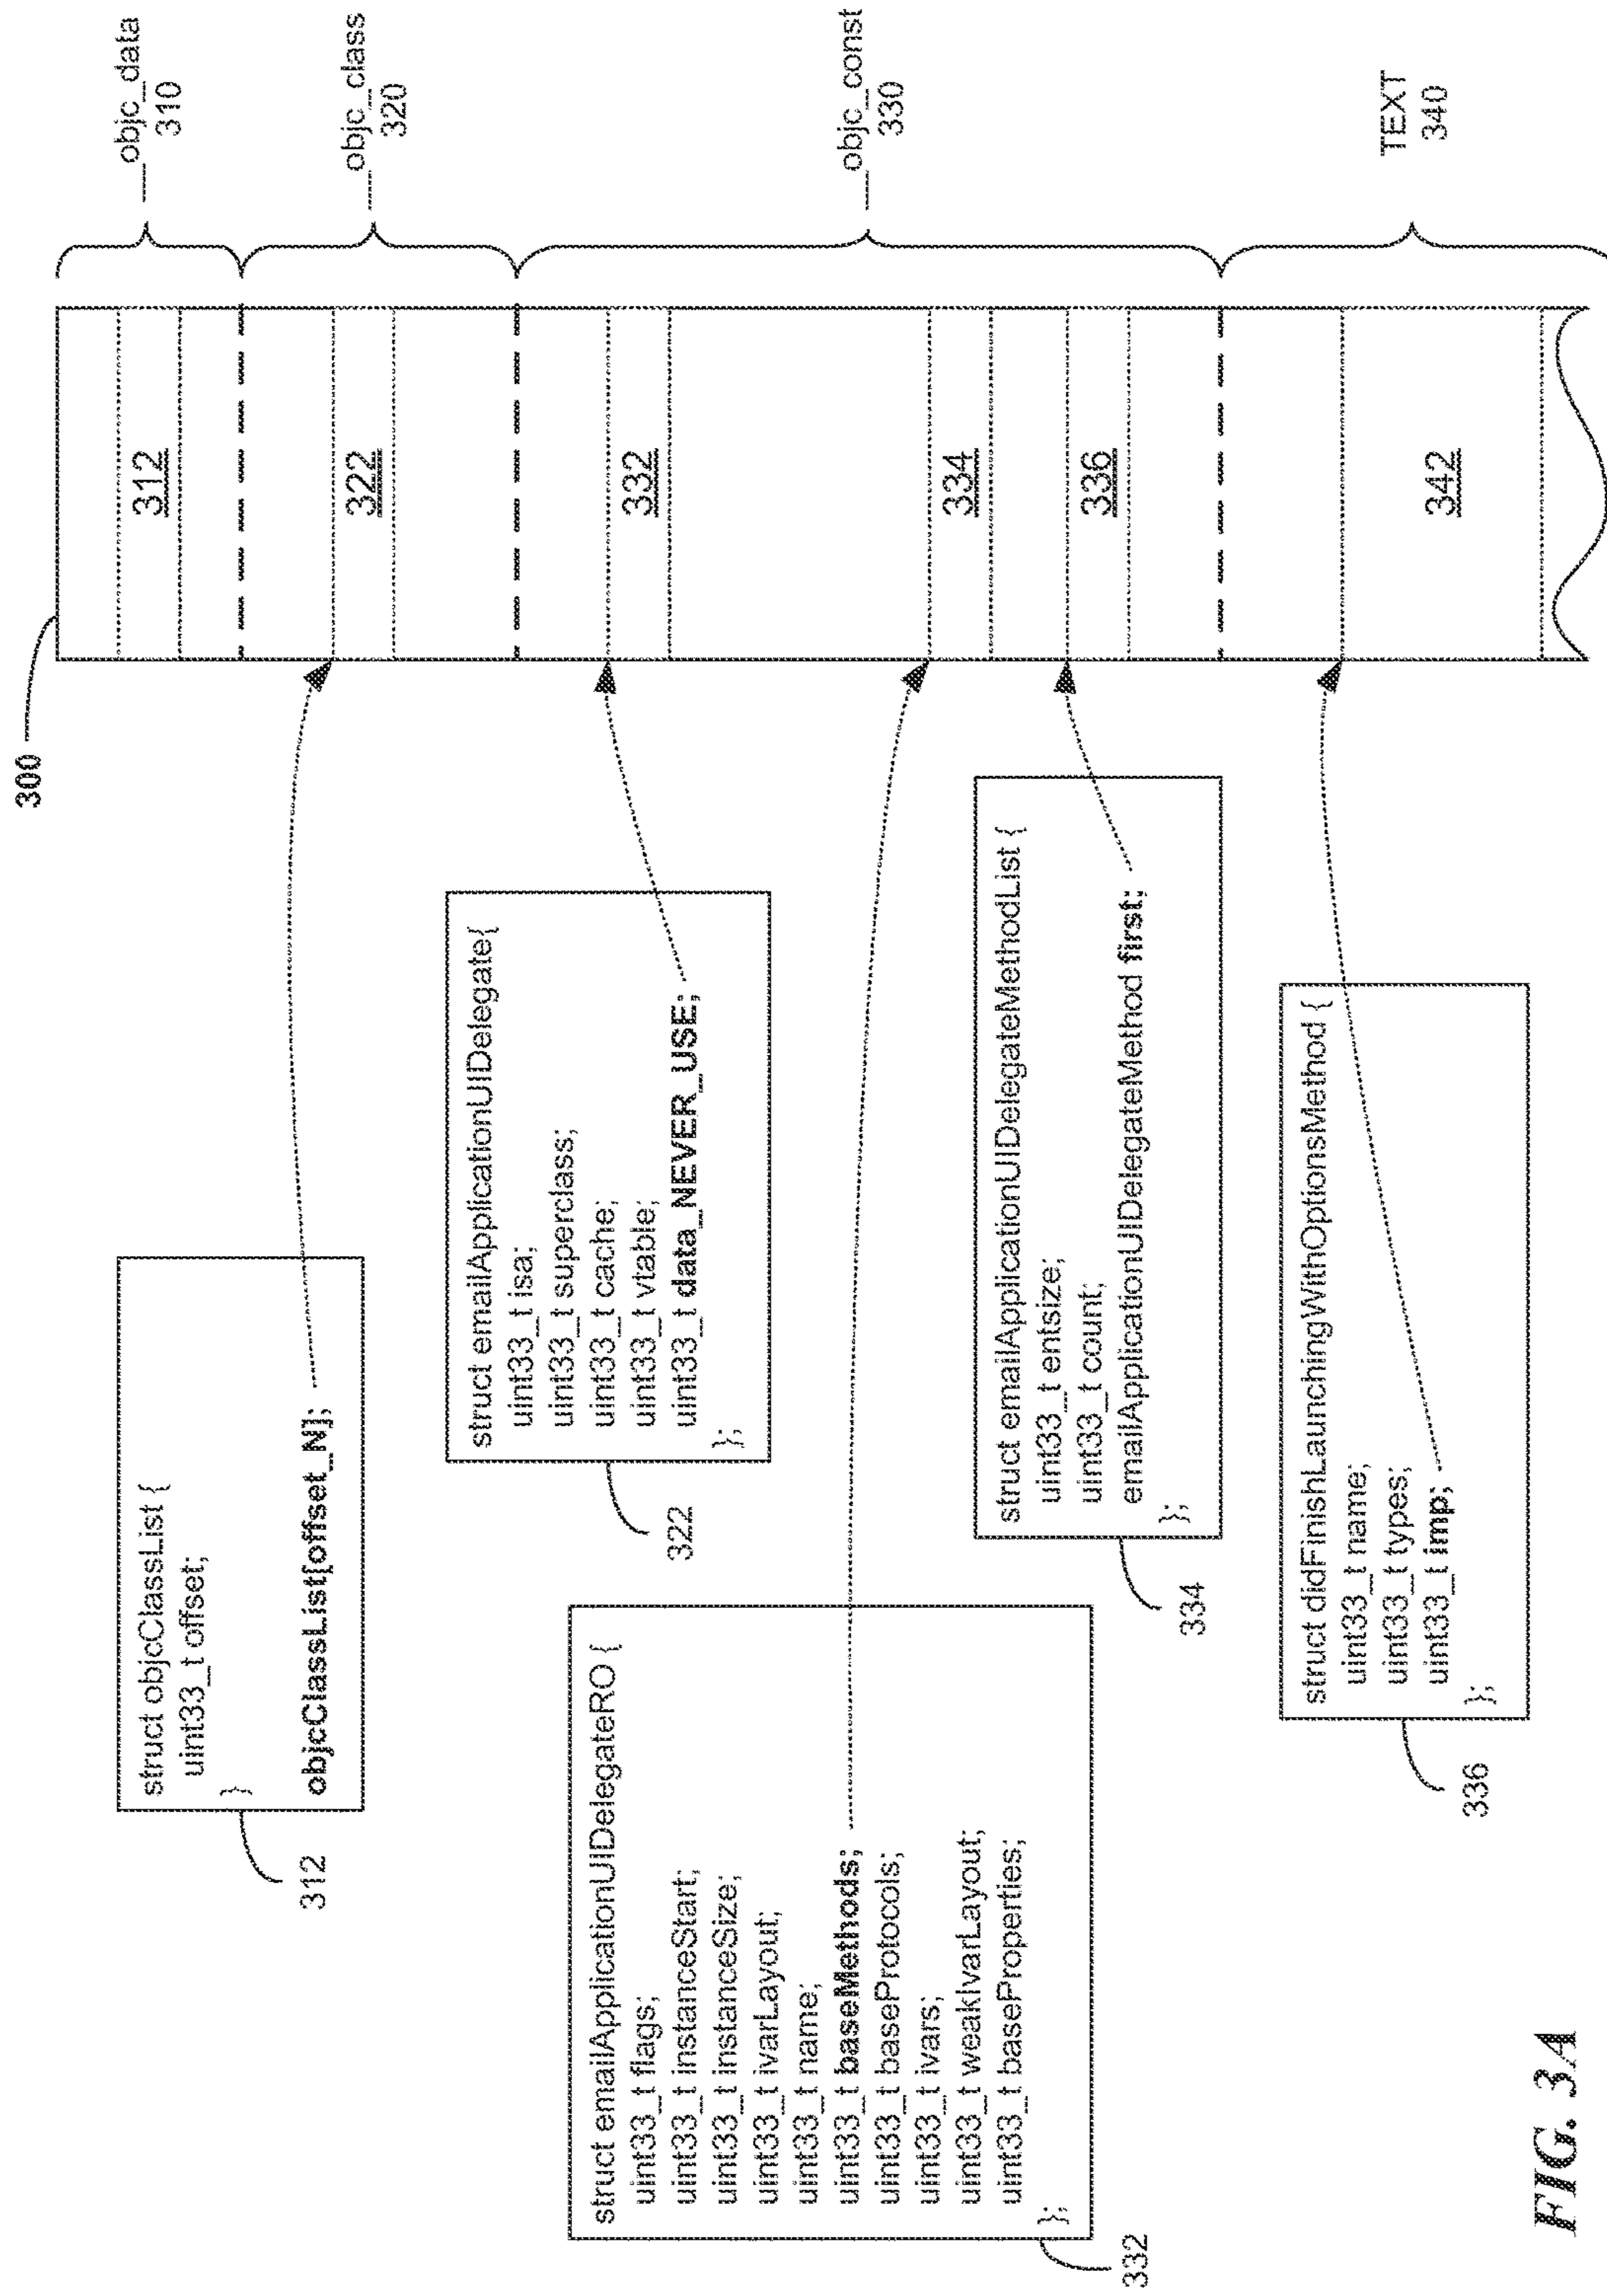 300
struct objcClassList {
uint33_t offset;
}
objcClassList[offset_N];
312
312
__objc_data
310
struct emailApplicationUIDelegate{
uint33_t isa;
uint33_t superclass;
uint33_t cache;
uint33_t vtable;
uint33_t data_NEVER_USE;
};
322
322
__objc_class
320
struct emailApplicationUIDelegateRO {
uint33_t flags;
uint33_t instanceStart;
uint33_t instanceSize;
uint33_t ivarLayout;
uint33_t name;
uint33_t baseMethods;
uint33_t baseProtocols;
uint33_t ivars;
uint33_t weakIvarLayout;
uint33_t baseProperties;
};
332
332
__objc_const
330
struct emailApplicationUIDelegateMethodList {
uint33_t entsize;
uint33_t count;
emailApplicationUIDelegateMethod first;
};
334
334
336
struct didFinishLaunchingWithOptionsMethod {
uint33_t name;
uint33_t types;
uint33_t imp;
};
336
342
TEXT
340
FIG. 3A